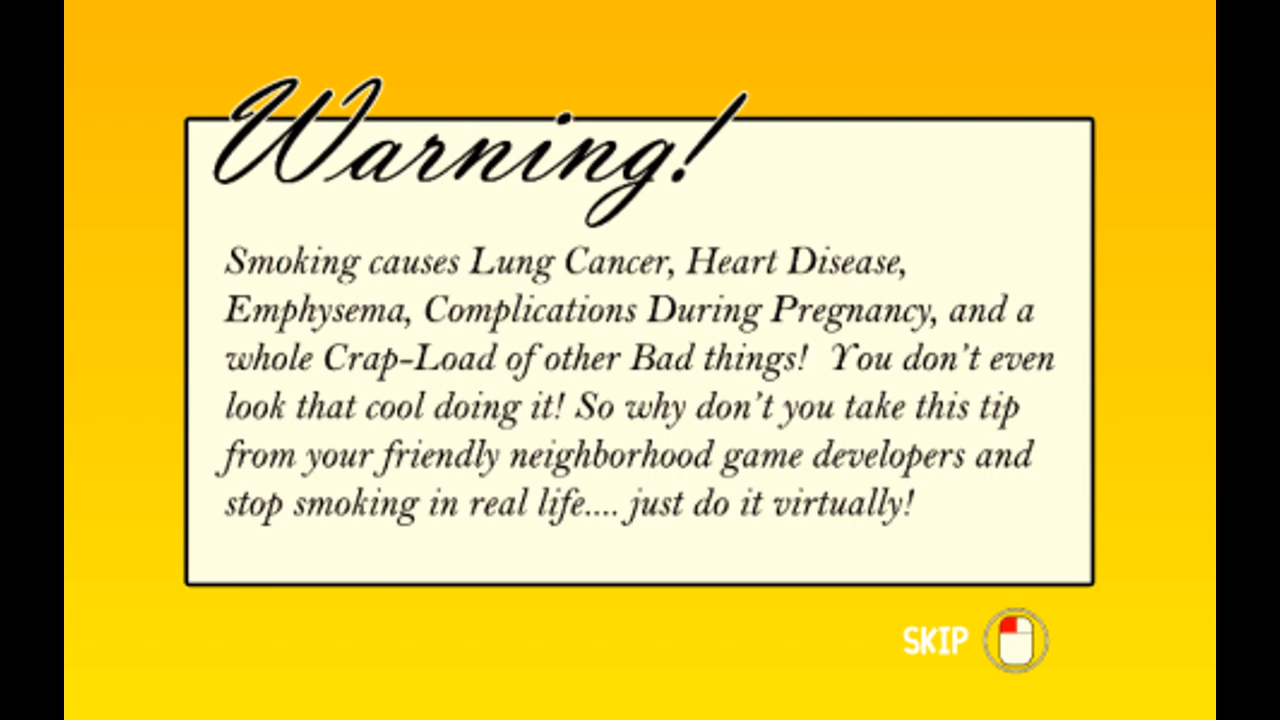 Warning!
Smoking causes Lung Cancer, Heart Disease,
Emphysema, Complications During Pregnancy, and a
whole Crap-Load of other Bad things!  You don't even
look that cool doing it! So why don't you take this tip
from your friendly neighborhood game developers and
stop smoking in real life.... just do it virtually!
SKIP